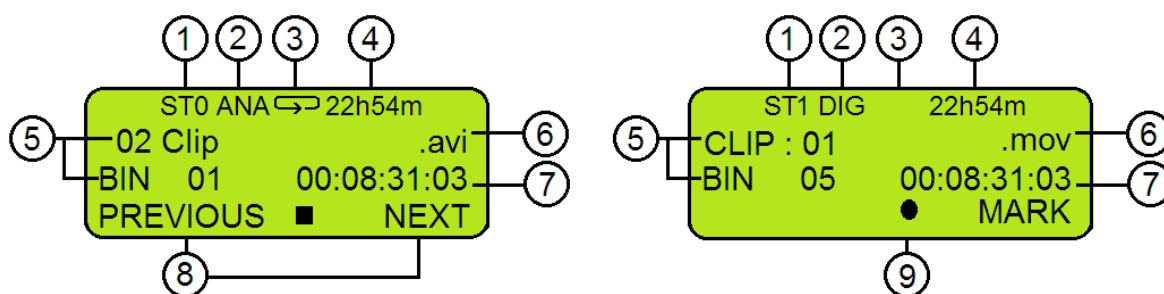 1 2 3 4
ST0 ANA 22h54m
5 02 Clip .avi 6
BIN 01 00:08:31:03 7
PREVIOUS NEXT
8
1 2 3 4
ST1 DIG 22h54m
5 CLIP : 01 .mov 6
BIN 05 00:08:31:03 7
MARK
9